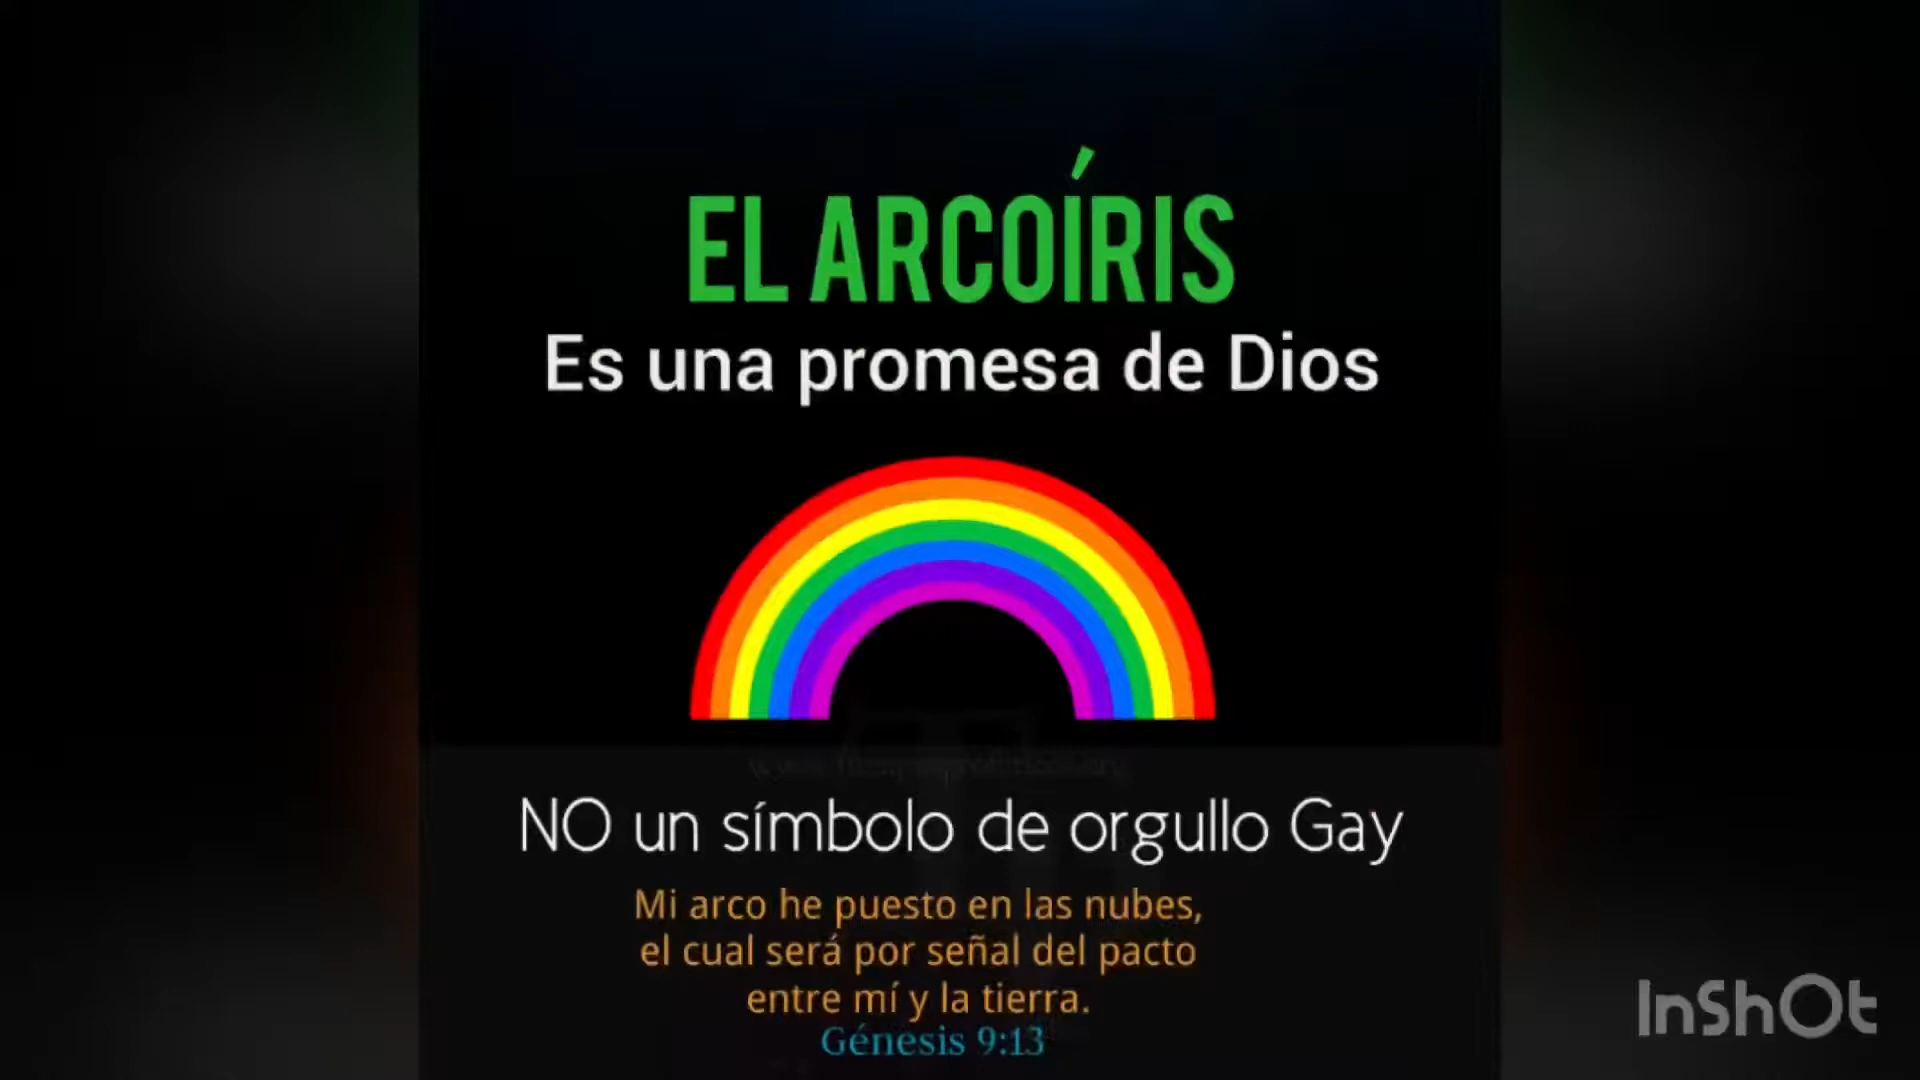 EL ARCOÍRIS
Es una promesa de Dios
NO un símbolo de orgullo Gay
Mi arco he puesto en las nubes,
el cual será por señal del pacto
entre mí y la tierra.
Génesis 9:13
InShOt